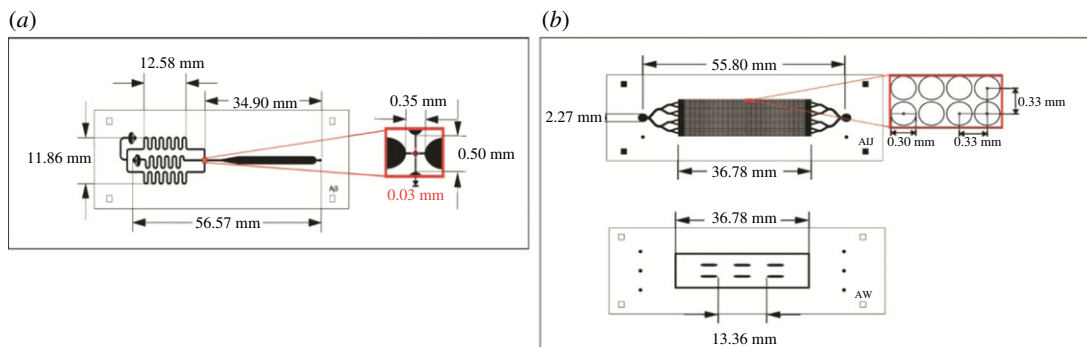 (a)
12.58 mm
34.90 mm
0.35 mm
11.86 mm
0.50 mm
0.03 mm
Aβ
56.57 mm
(b)
55.80 mm
2.27 mm
0.33 mm
AIJ
0.30 mm
0.33 mm
36.78 mm
36.78 mm
AW
13.36 mm